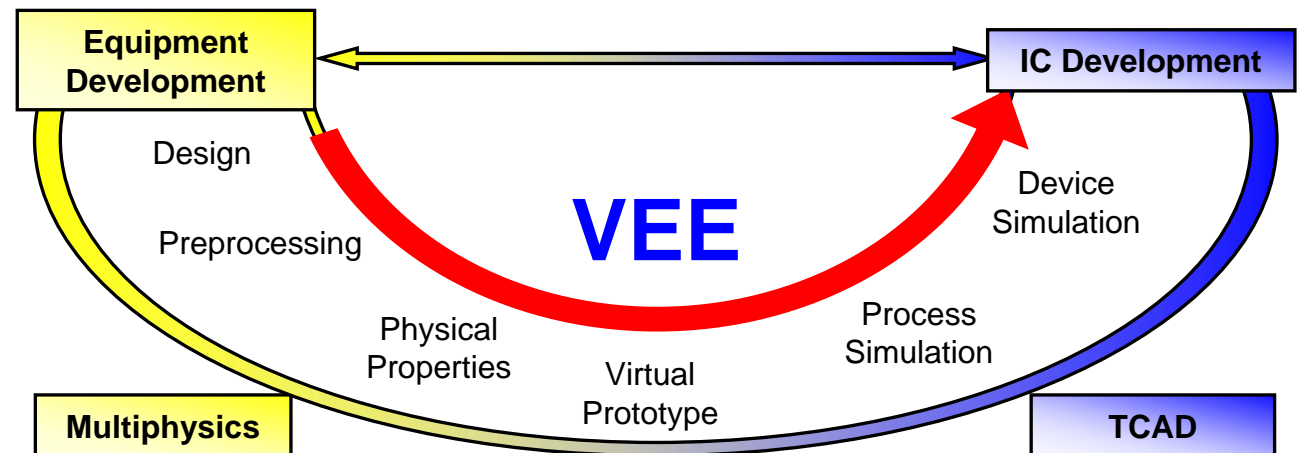 Equipment
Development
IC Development
Design
Preprocessing
VEE
Device
Simulation
Physical
Properties
Virtual
Prototype
Process
Simulation
Multiphysics
TCAD